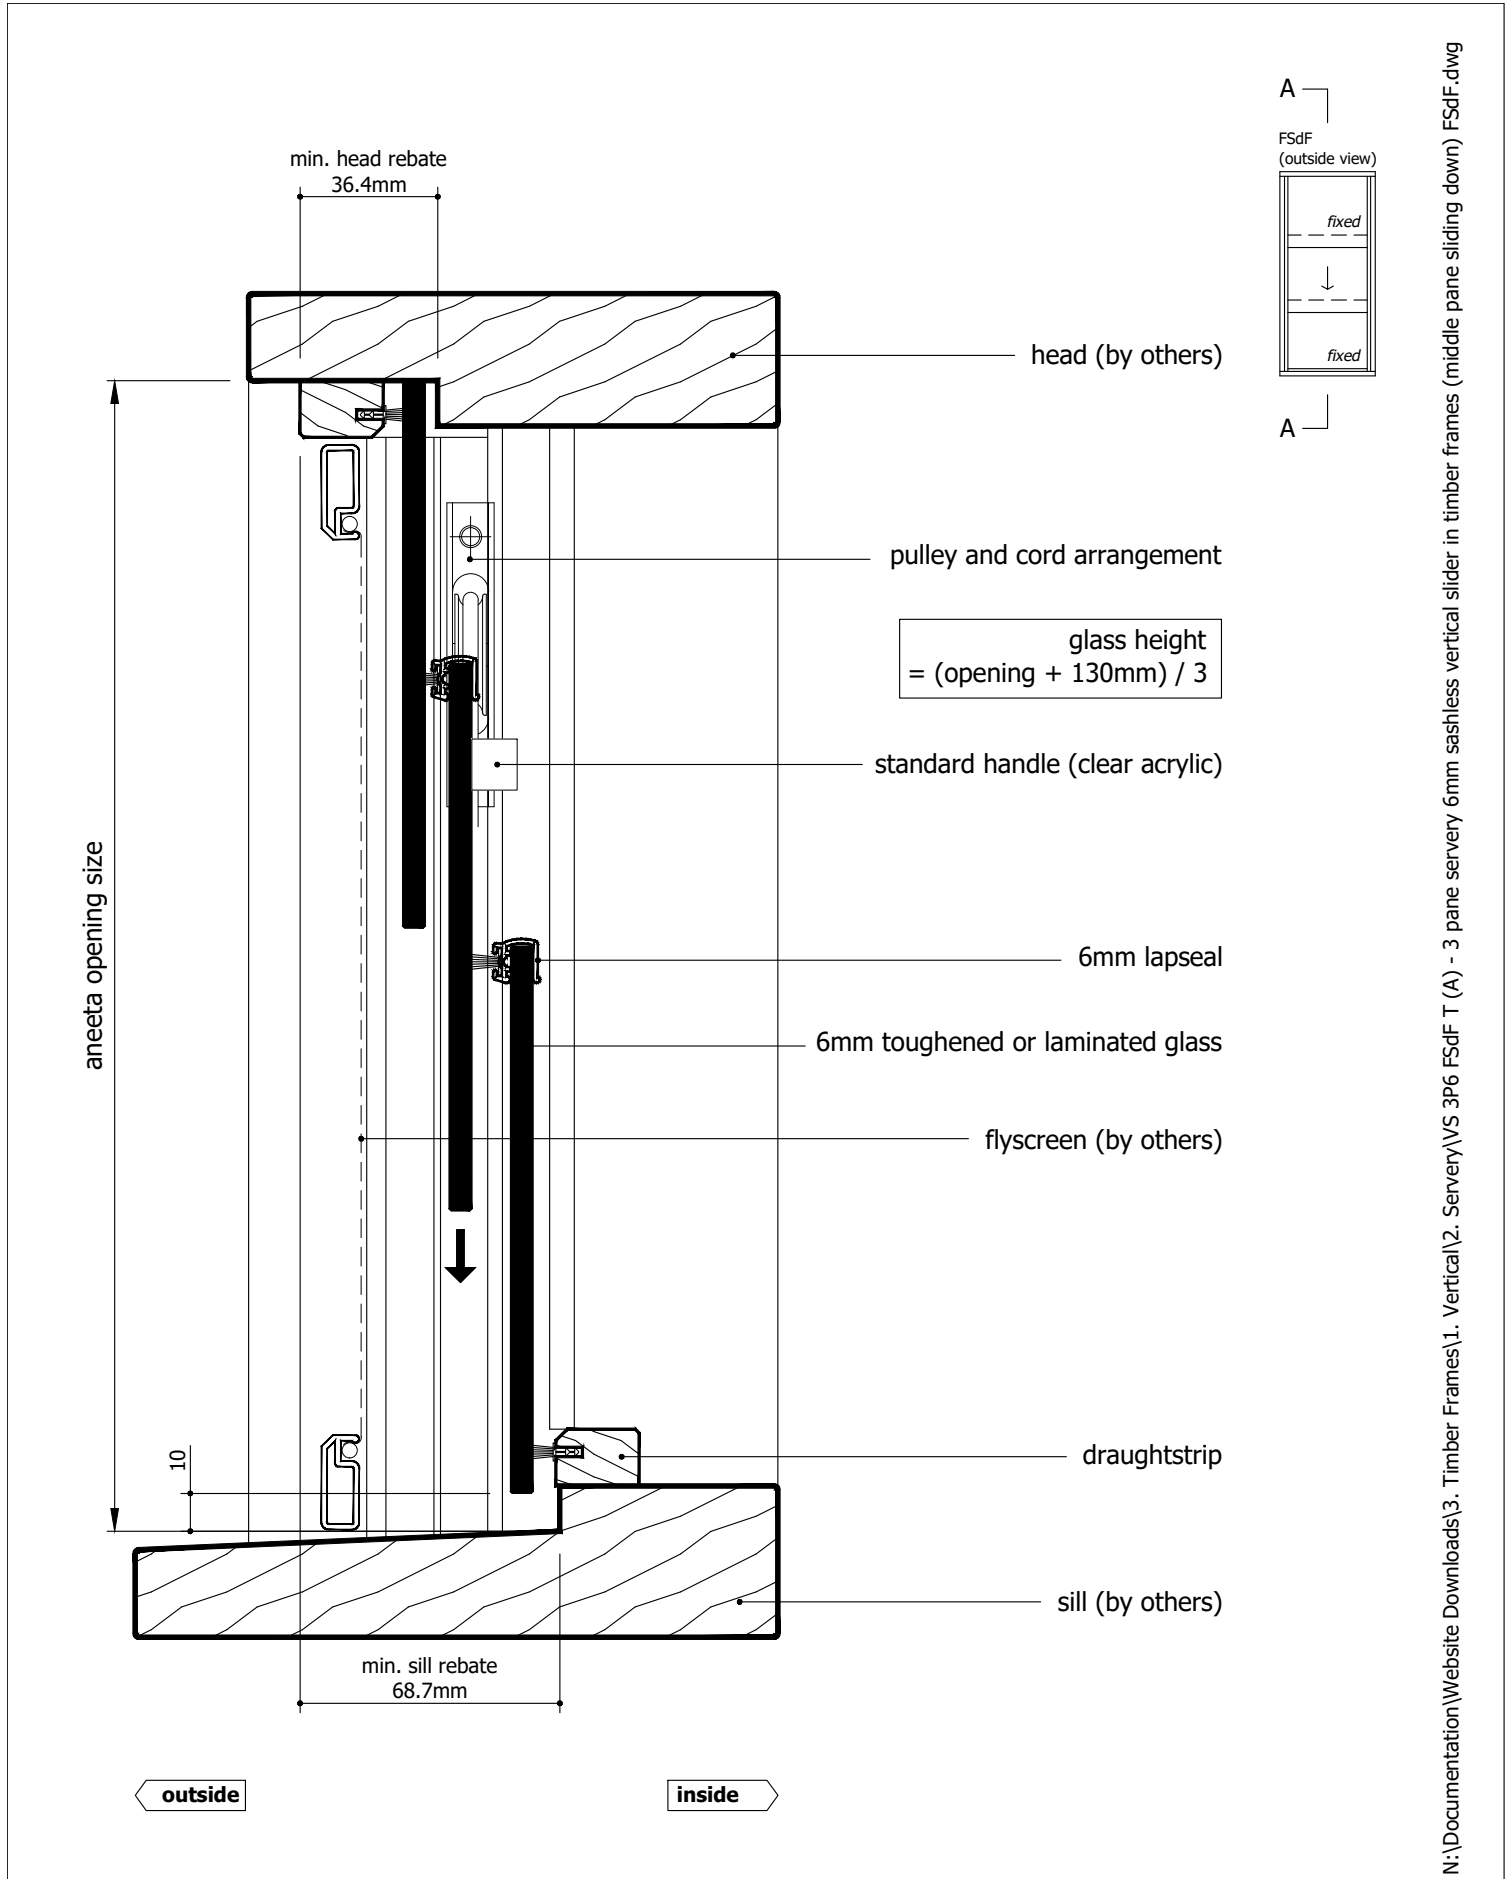 A
FSdF
(outside view)
fixed
fixed
A
min. head rebate
36.4mm
head (by others)
pulley and cord arrangement
glass height
= (opening + 130mm) / 3
standard handle (clear acrylic)
aneeta opening size
6mm lapseal
6mm toughened or laminated glass
flyscreen (by others)
10
draughtstrip
sill (by others)
min. sill rebate
68.7mm
outside
inside
N:\Documentation\Website Downloads\3. Timber Frames\1. Vertical\2. Servery\VS 3P6 FSdF T (A) - 3 pane servery 6mm sashless vertical slider in timber frames (middle pane sliding down) FSdF.dwg